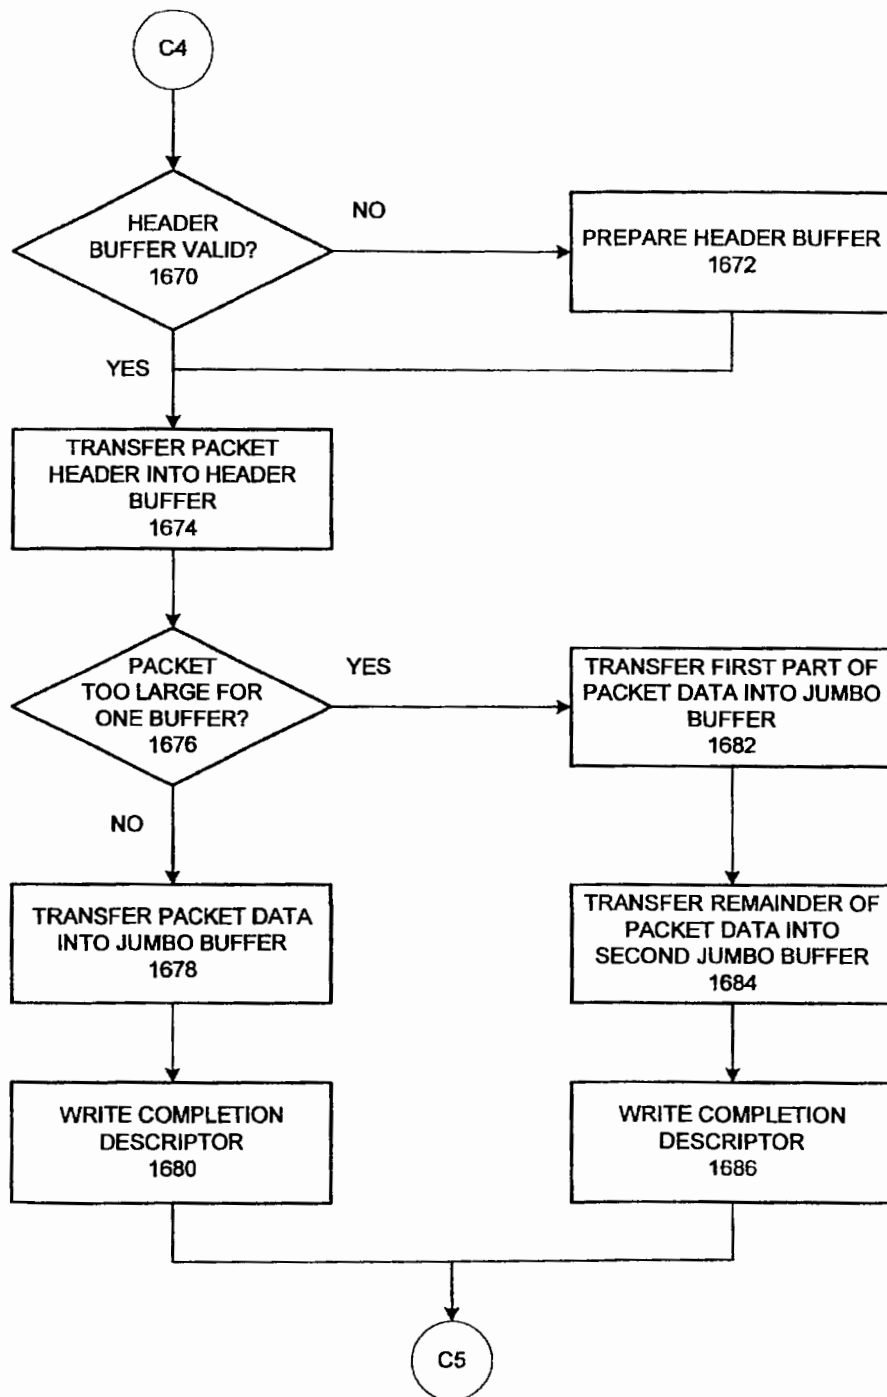 C4
HEADER
BUFFER VALID?
1670
NO
PREPARE HEADER BUFFER
1672
YES
TRANSFER PACKET
HEADER INTO HEADER
BUFFER
1674
PACKET
TOO LARGE FOR
ONE BUFFER?
1676
YES
TRANSFER FIRST PART OF
PACKET DATA INTO JUMBO
BUFFER
1682
NO
TRANSFER PACKET DATA
INTO JUMBO BUFFER
1678
TRANSFER REMAINDER OF
PACKET DATA INTO
SECOND JUMBO BUFFER
1684
WRITE COMPLETION
DESCRIPTOR
1680
WRITE COMPLETION
DESCRIPTOR
1686
C5